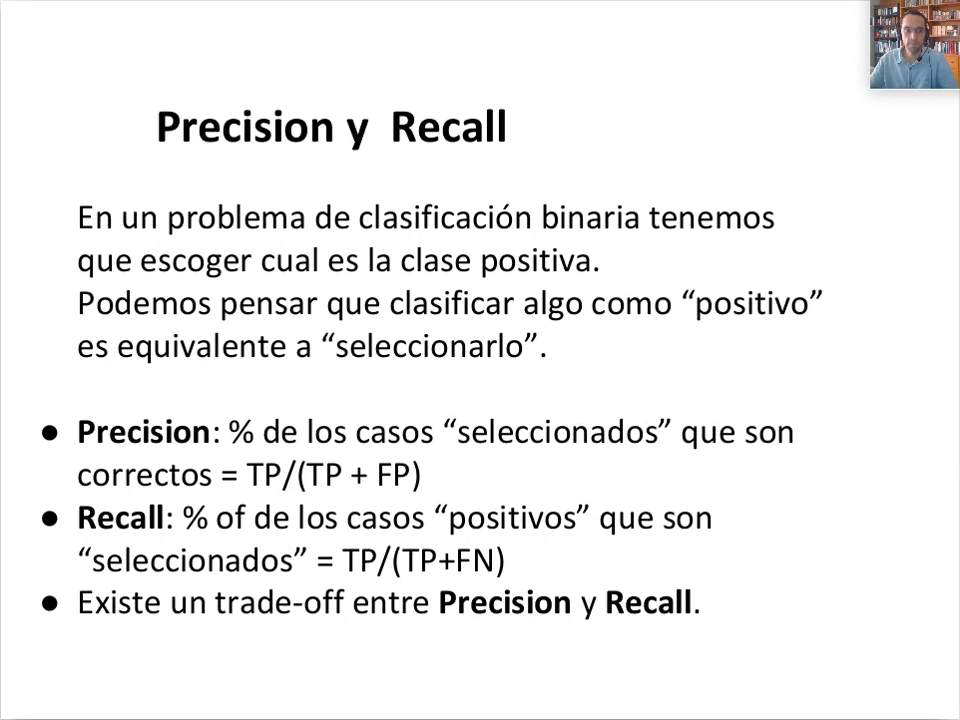 Precision y Recall
En un problema de clasificación binaria tenemos
que escoger cual es la clase positiva.
Podemos pensar que clasificar algo como “positivo”
es equivalente a “seleccionarlo”.
● Precision: % de los casos “seleccionados” que son
correctos = TP/(TP + FP)
● Recall: % of de los casos “positivos” que son
“seleccionados” = TP/(TP+FN)
● Existe un trade-off entre Precision y Recall.